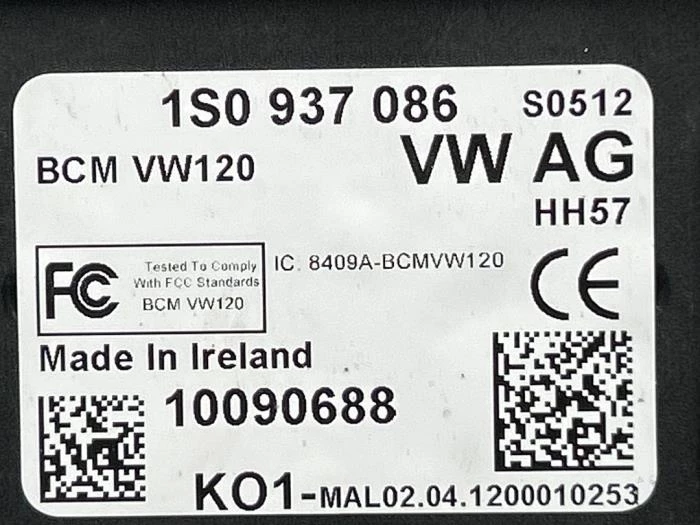 1S0 937 086 S0512
BCM VW120 VW AG
HH57
FC Tested To Comply
With FCC Standards
BCM VW120
IC: 8409A-BCMVW120
CE
Made In Ireland
10090688
KO1-MAL02.04.1200010253